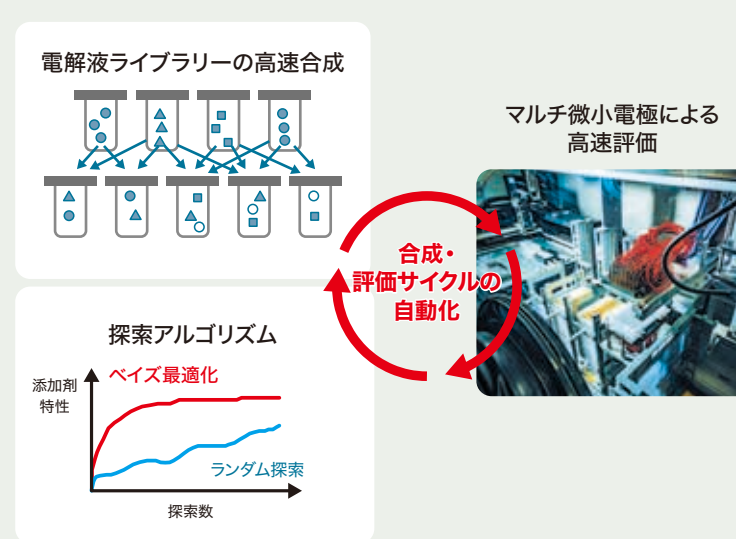 電解液ライブラリーの高速合成
マルチ微小電極による
高速評価
合成・
評価サイクルの
自動化
探索アルゴリズム
添加剤
特性
ベイズ最適化
ランダム探索
探索数